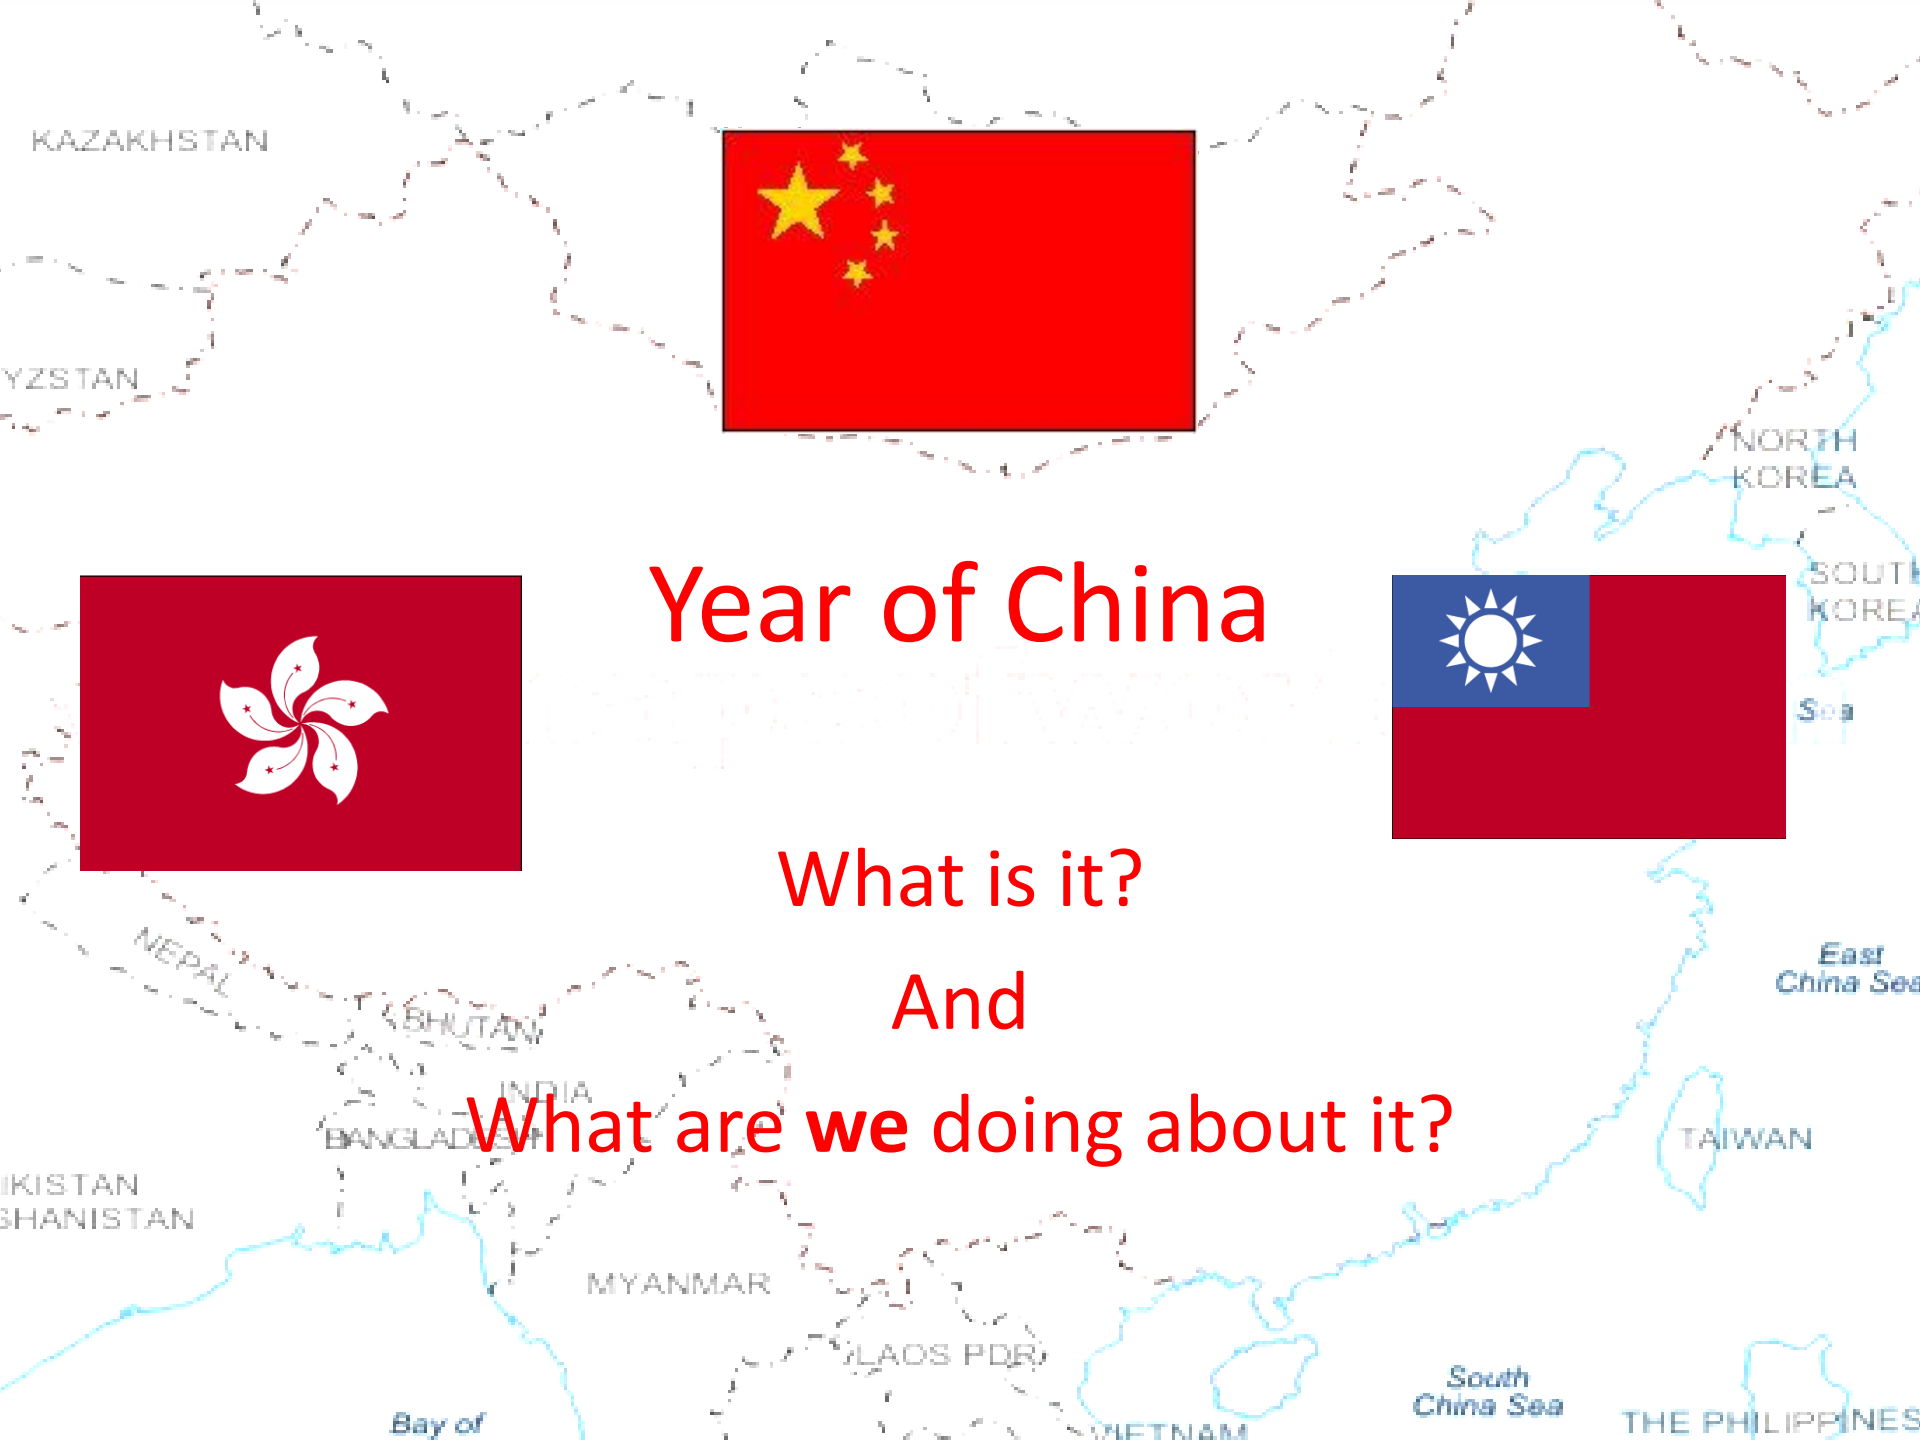 KAZAKHSTAN
YZSTAN
NORTH
KOREA
SOUTH
KOREA
Year of China
Sea
What is it?
NEPAL
East
China Sea
And
BHUTAN
INDIA
What are we doing about it?
BANGLADESH
TAIWAN
IKISTAN
GHANISTAN
MYANMAR
LAOS PDR
South
China Sea
Bay of
VIETNAM
THE PHILIPPINES